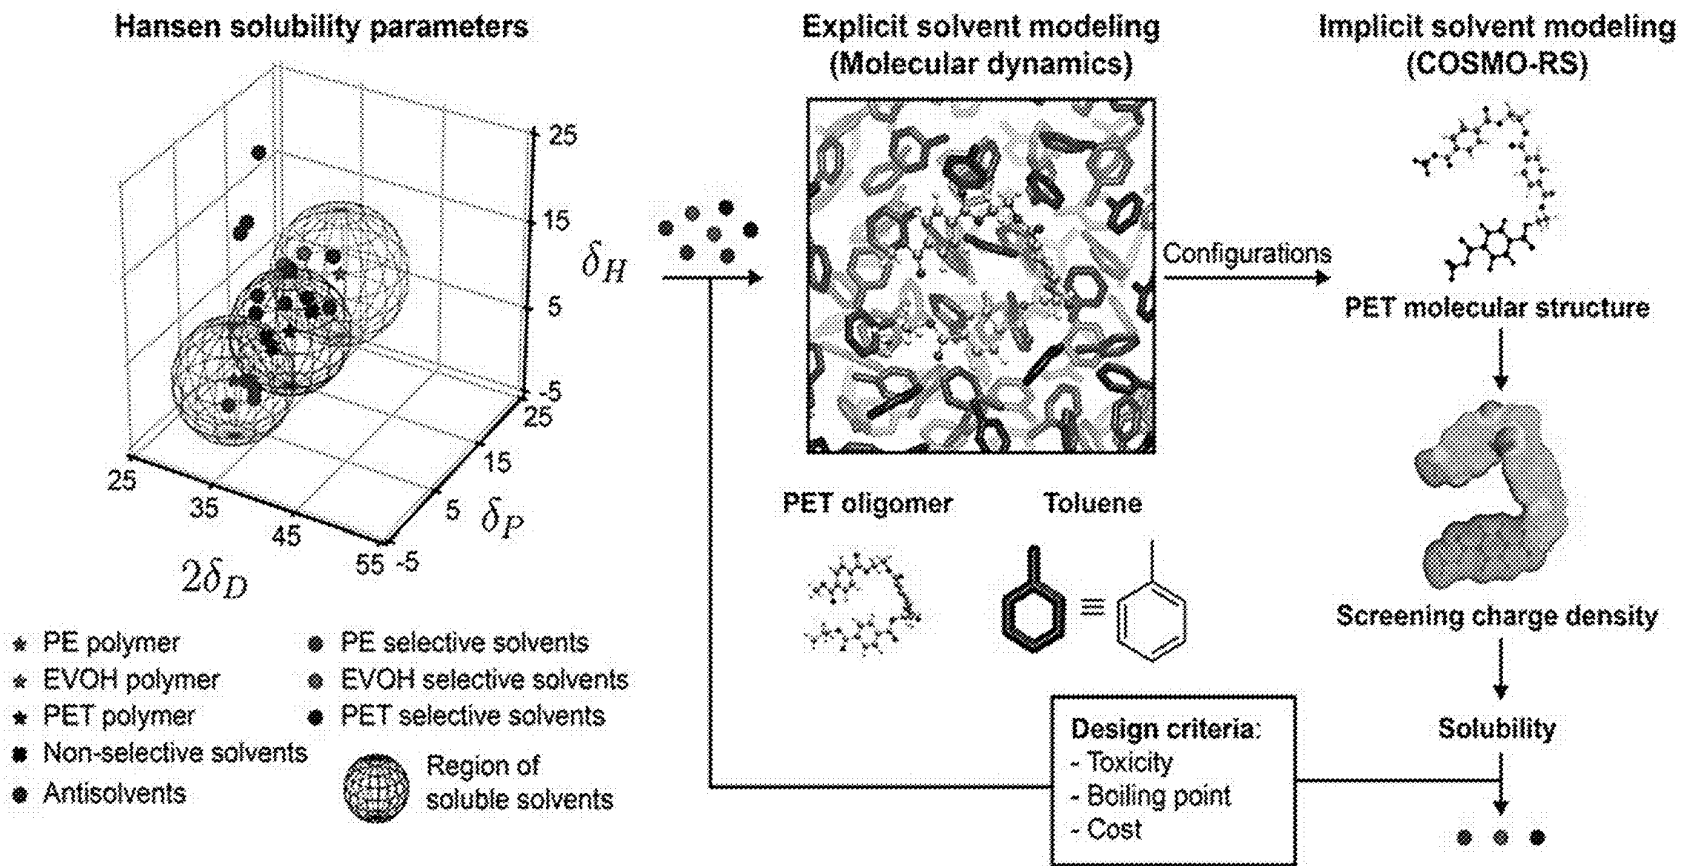 Hansen solubility parameters
25
15
5
-5
δH
25
15
5
-5
δP
25
35
45
55
2δD
★ PE polymer
★ EVOH polymer
★ PET polymer
■ Non-selective solvents
● Antisolvents
● PE selective solvents
● EVOH selective solvents
● PET selective solvents
Region of
soluble solvents
Explicit solvent modeling
(Molecular dynamics)
PET oligomer
Toluene
≡
Configurations
Implicit solvent modeling
(COSMO-RS)
PET molecular structure
Screening charge density
Solubility
Design criteria:
- Toxicity
- Boiling point
- Cost